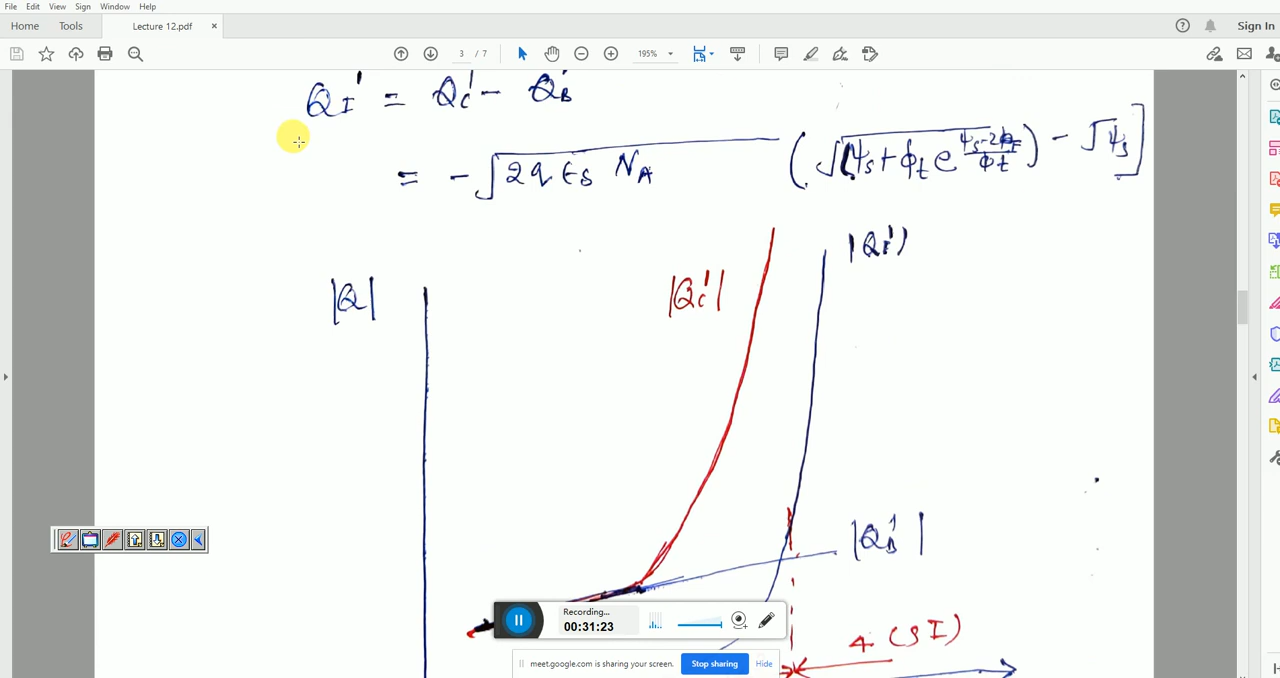 File Edit View Sign Window Help
Home Tools Lecture 12.pdf × Sign In
3 / 7 195%
Q_I' = Q_C' − Q_B'
= −√(2qϵ_S N_A) (√(ψ_s + ϕ_t e^((ψ_s−2ϕ_F)/ϕ_t)) − √ψ_s]
|Q_I'|
|Q|
|Q_C'|
|Q_B'|
Recording...
00:31:23
4 (SI)
meet.google.com is sharing your screen. Stop sharing Hide